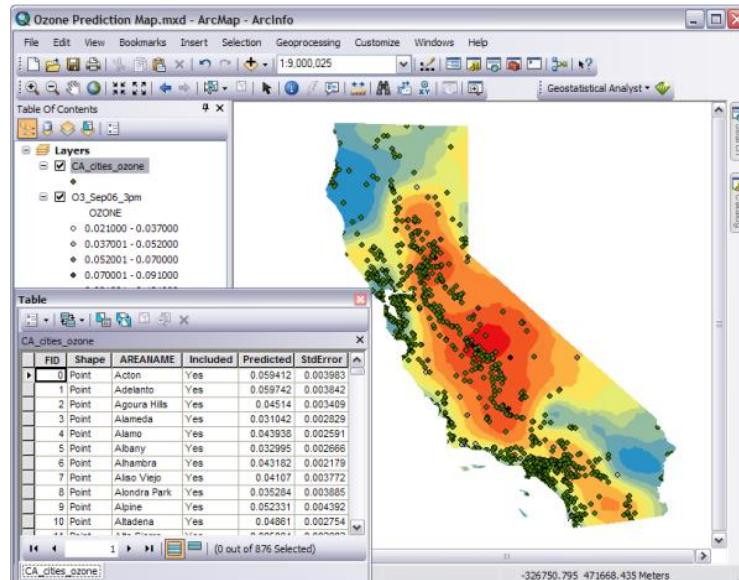 Ozone Prediction Map.mxd - ArcMap - ArcInfo
File Edit View Bookmarks Insert Selection Geoprocessing Customize Windows Help
1:9,000,025
Geostatistical Analyst
Table Of Contents
Layers
CA_cities_ozone
O3_Sep06_3pm
OZONE
0.021000 - 0.037000
0.037001 - 0.052000
0.052001 - 0.070000
0.070001 - 0.091000
Table
CA_cities_ozone
FID Shape AREANAME Included Predicted StdError
0 Point Acton Yes 0.059412 0.003983
1 Point Adelanto Yes 0.059742 0.003842
2 Point Agoura Hills Yes 0.04514 0.003409
3 Point Alameda Yes 0.031042 0.002829
4 Point Alamo Yes 0.043938 0.002591
5 Point Albany Yes 0.032995 0.002666
6 Point Alhambra Yes 0.043182 0.002179
7 Point Aliso Viejo Yes 0.04107 0.003772
8 Point Alondra Park Yes 0.035284 0.003885
9 Point Alpine Yes 0.052331 0.004392
10 Point Altadena Yes 0.04861 0.002754
1 (0 out of 876 Selected)
CA_cities_ozone
-326750.795 471668.435 Meters